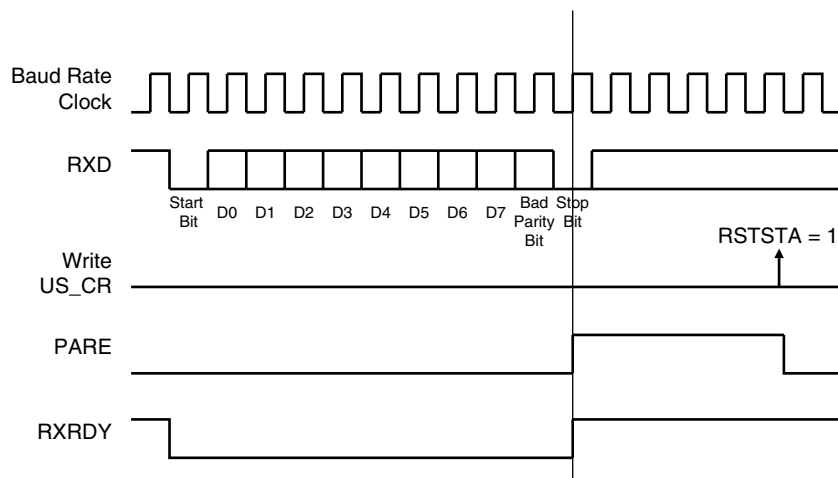 Baud Rate
Clock
RXD
Start
Bit
D0
D1
D2
D3
D4
D5
D6
D7
Bad
Parity
Bit
Stop
Bit
RSTSTA = 1
Write
US_CR
PARE
RXRDY